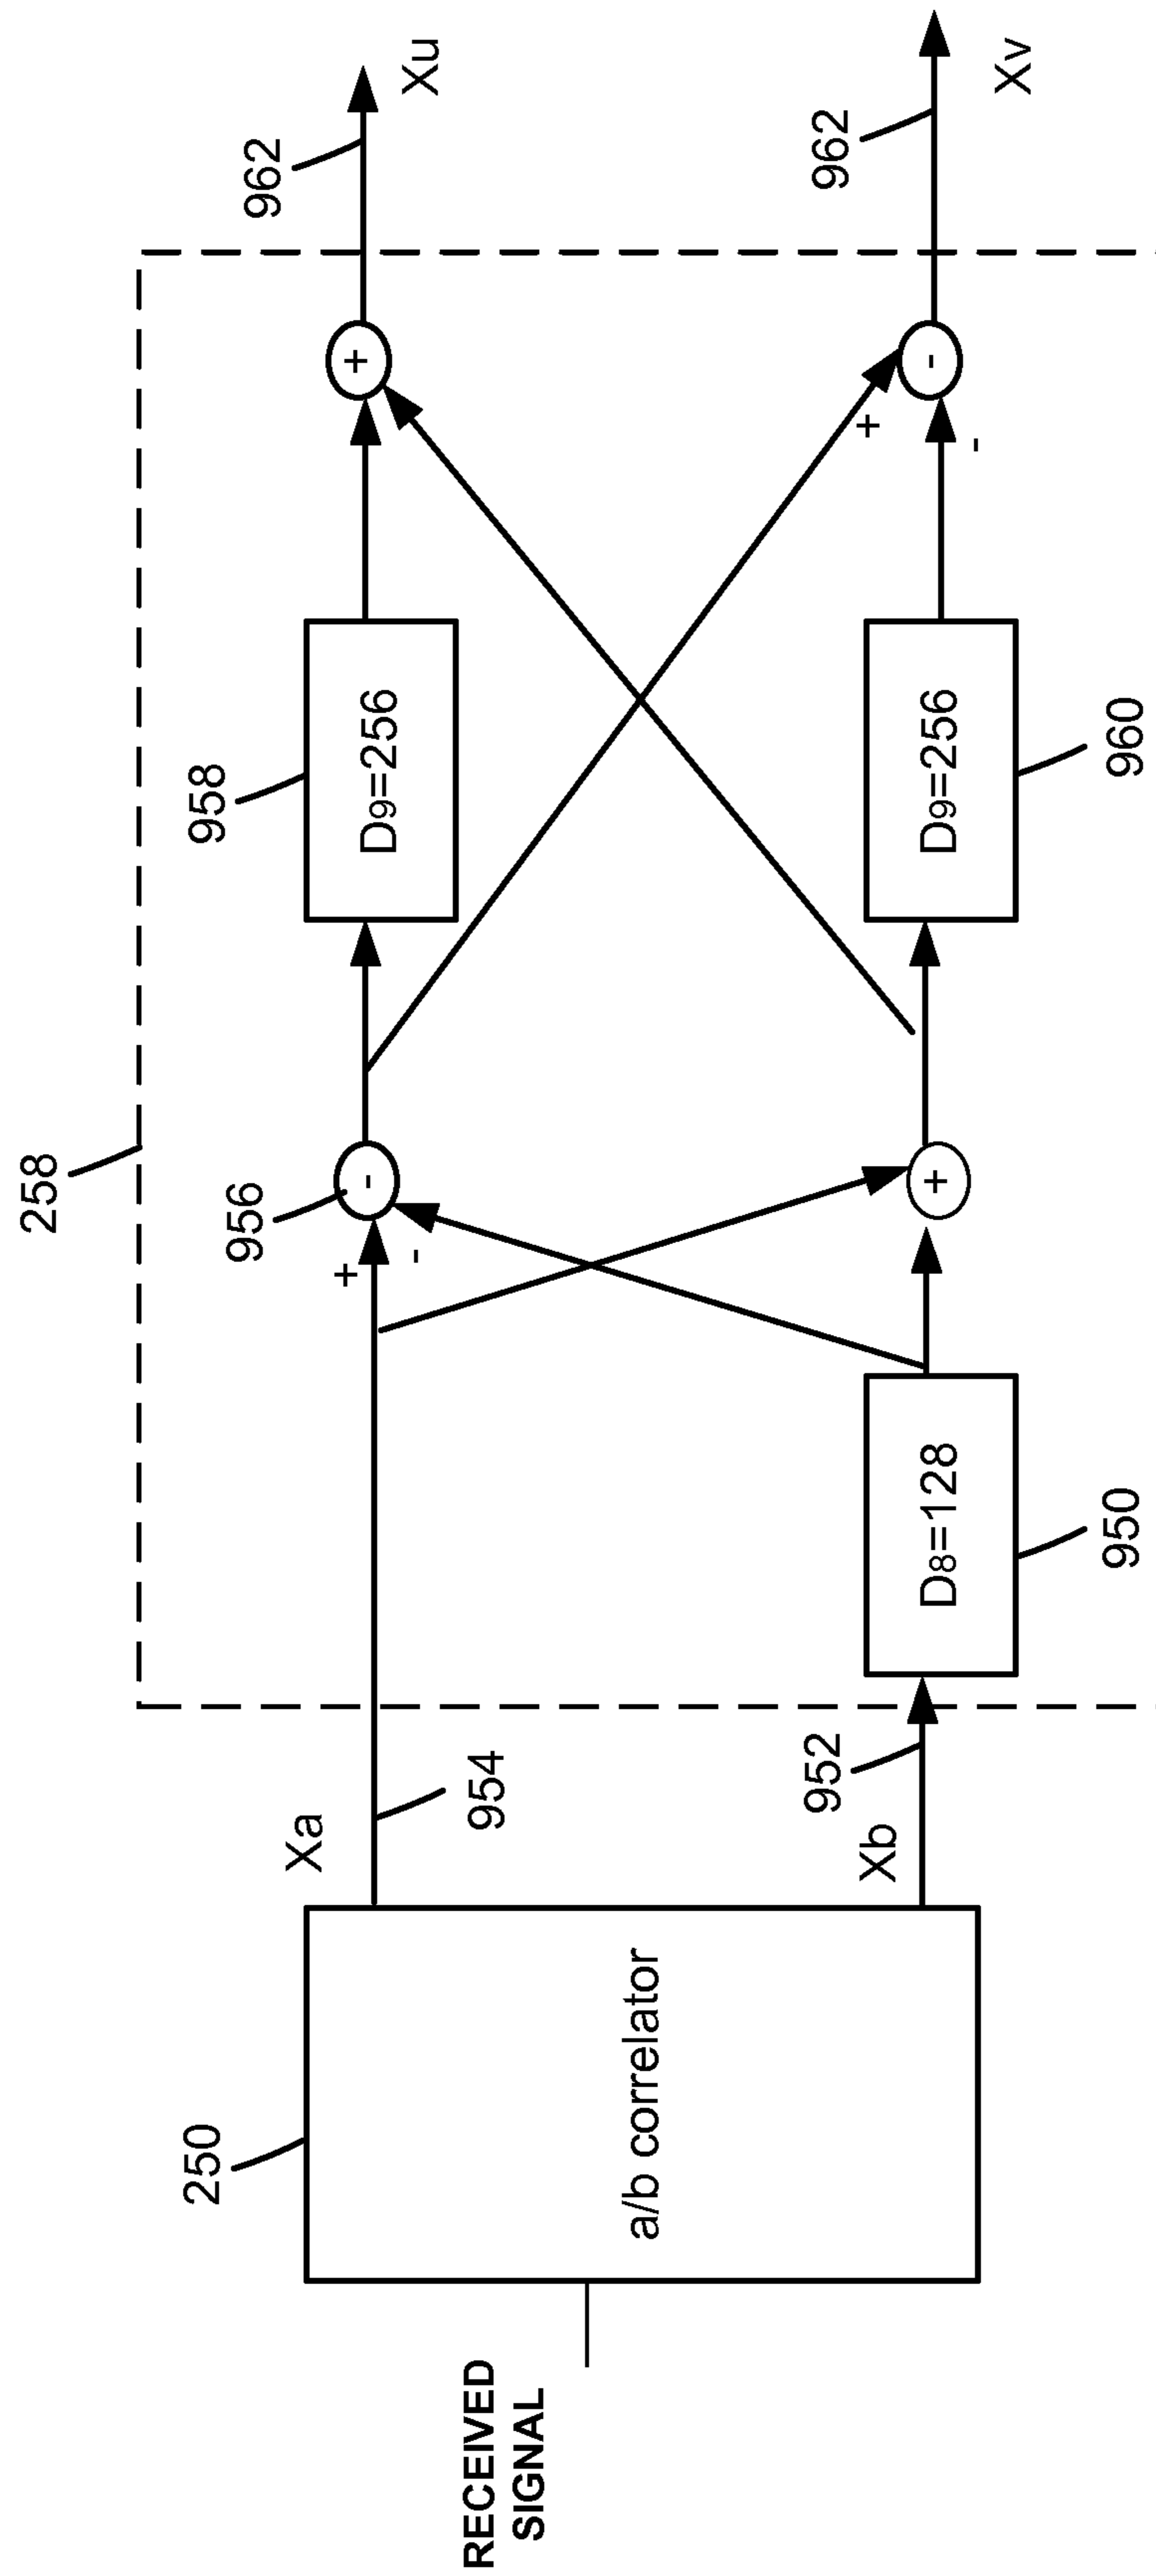 RECEIVED
SIGNAL
250
a/b correlator
Xa
954
Xb
952
258
D8=128
950
+
-
956
-
+
D9=256
958
D9=256
960
+
+
-
-
962
Xu
962
Xv